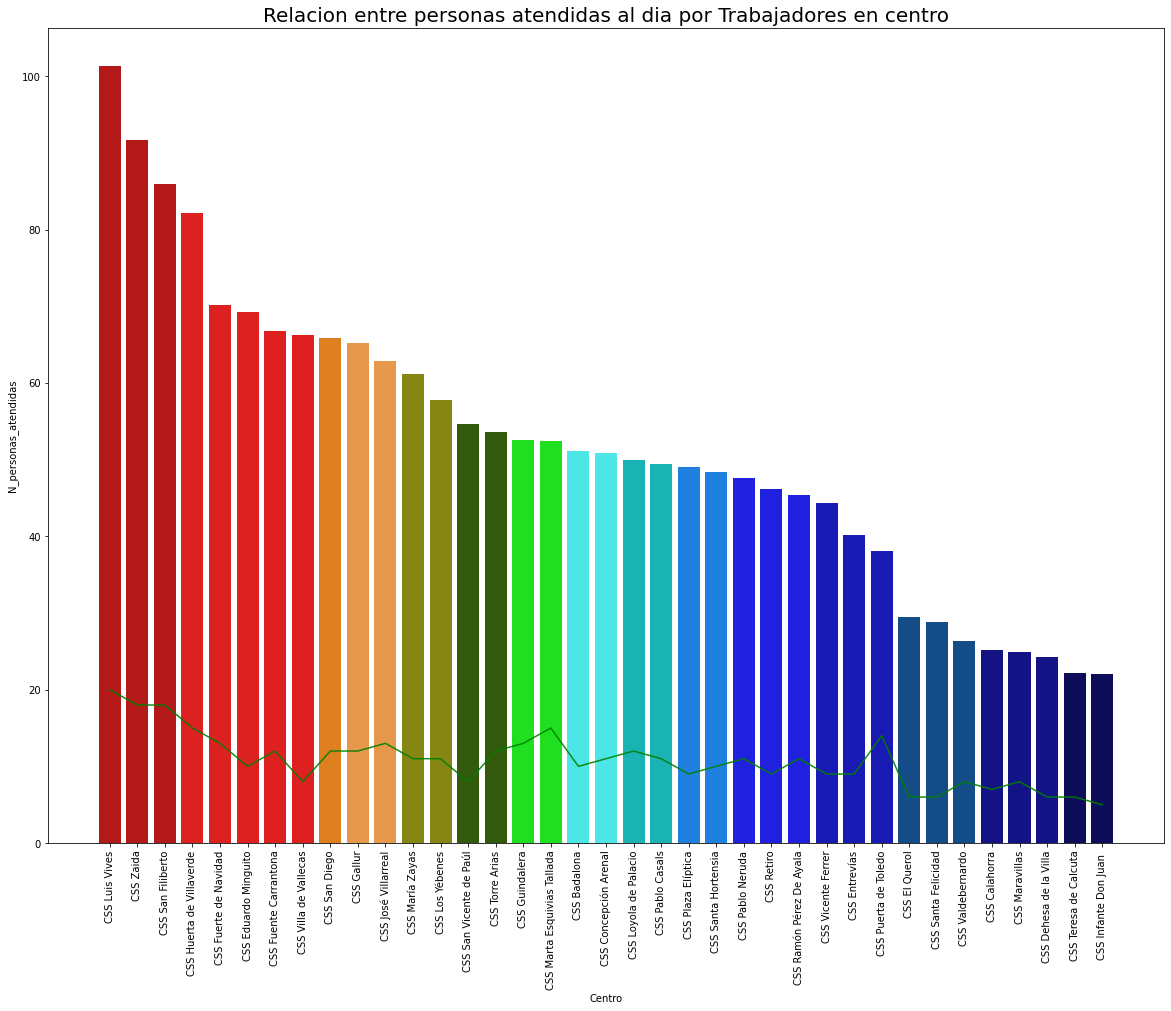 Relacion entre personas atendidas al dia por Trabajadores en centro
N_personas_atendidas
100
80
60
40
20
0
CSS Luis Vives
CSS Zaida
CSS San Filiberto
CSS Huerta de Villaverde
CSS Fuerte de Navidad
CSS Eduardo Minguito
CSS Fuente Carrantona
CSS Villa de Vallecas
CSS San Diego
CSS Gallur
CSS José Villarreal
CSS María Zayas
CSS Los Yébenes
CSS San Vicente de Paúl
CSS Torre Arias
CSS Guindalera
CSS Marta Esquivias Tallada
CSS Badalona
CSS Concepción Arenal
CSS Loyola de Palacio
CSS Pablo Casals
CSS Plaza Elíptica
CSS Santa Hortensia
CSS Pablo Neruda
CSS Retiro
CSS Ramón Pérez De Ayala
CSS Vicente Ferrer
CSS Entrevías
CSS Puerta de Toledo
CSS El Querol
CSS Santa Felicidad
CSS Valdebernardo
CSS Calahorra
CSS Maravillas
CSS Dehesa de la Villa
CSS Teresa de Calcuta
CSS Infante Don Juan
Centro